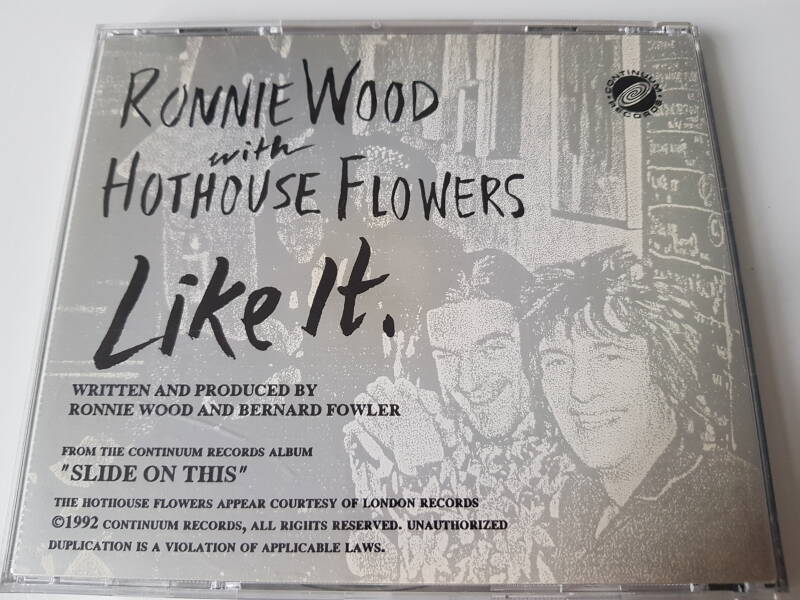 RONNIE WOOD
with
HOTHOUSE FLOWERS
Like It.
CONTINUUM RECORDS
WRITTEN AND PRODUCED BY
RONNIE WOOD AND BERNARD FOWLER
FROM THE CONTINUUM RECORDS ALBUM
"SLIDE ON THIS"
THE HOTHOUSE FLOWERS APPEAR COURTESY OF LONDON RECORDS
©1992 CONTINUUM RECORDS, ALL RIGHTS RESERVED. UNAUTHORIZED
DUPLICATION IS A VIOLATION OF APPLICABLE LAWS.